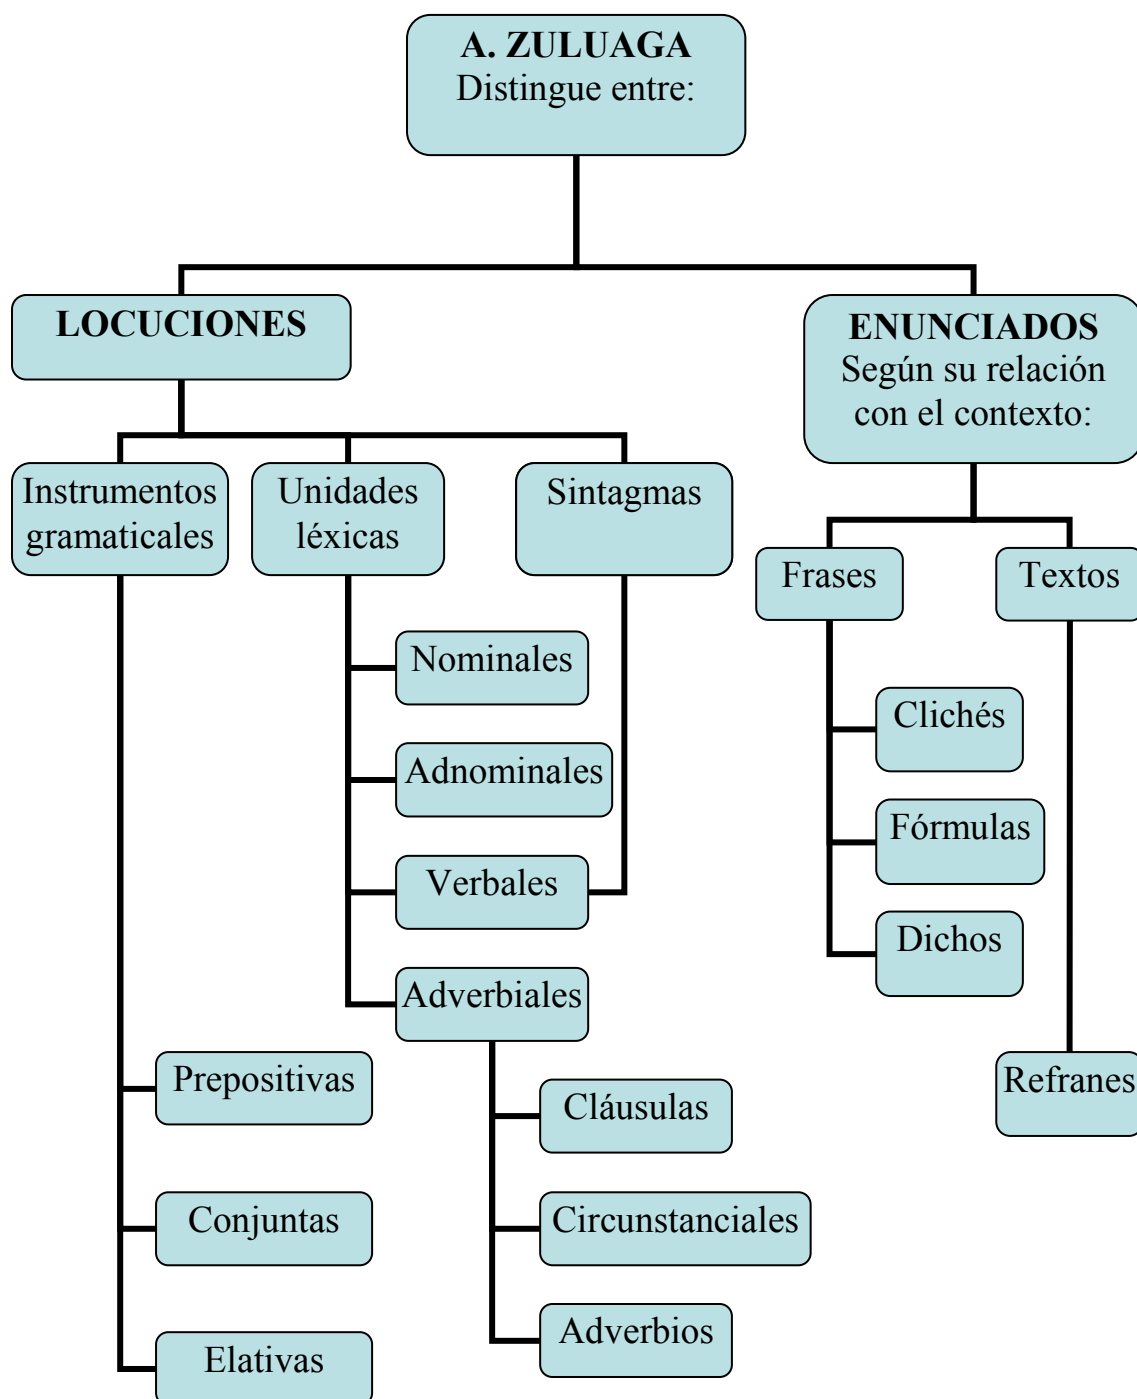 A. ZULUAGA
Distingue entre:
LOCUCIONES
ENUNCIADOS
Según su relación
con el contexto:
Instrumentos
gramaticales
Unidades
léxicas
Sintagmas
Frases
Textos
Nominales
Adnominales
Verbales
Adverbiales
Clichés
Fórmulas
Dichos
Prepositivas
Conjuntas
Elativas
Cláusulas
Circunstanciales
Adverbios
Refranes